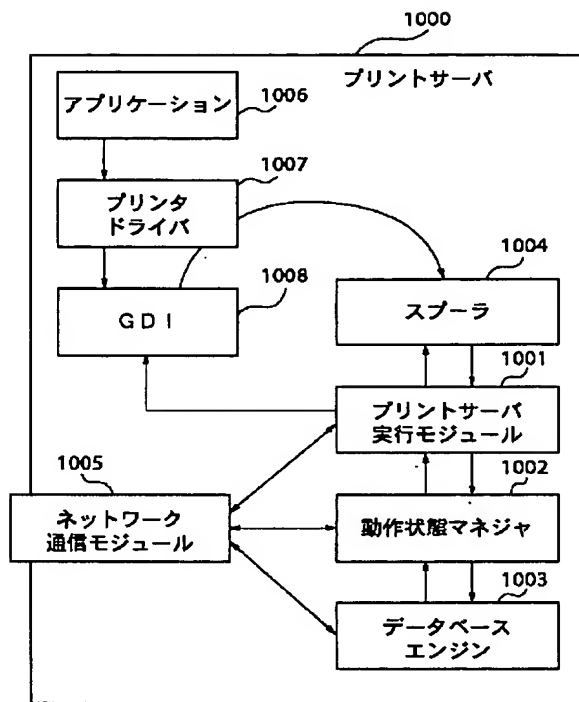 1000
プリントサーバ
アプリケーション
1006
1007
プリンタ
ドライバ
1004
1008
スプーラ
GDI
1001
プリントサーバ
実行モジュール
1005
1002
ネットワーク
通信モジュール
動作状態マネジャ
1003
データベース
エンジン